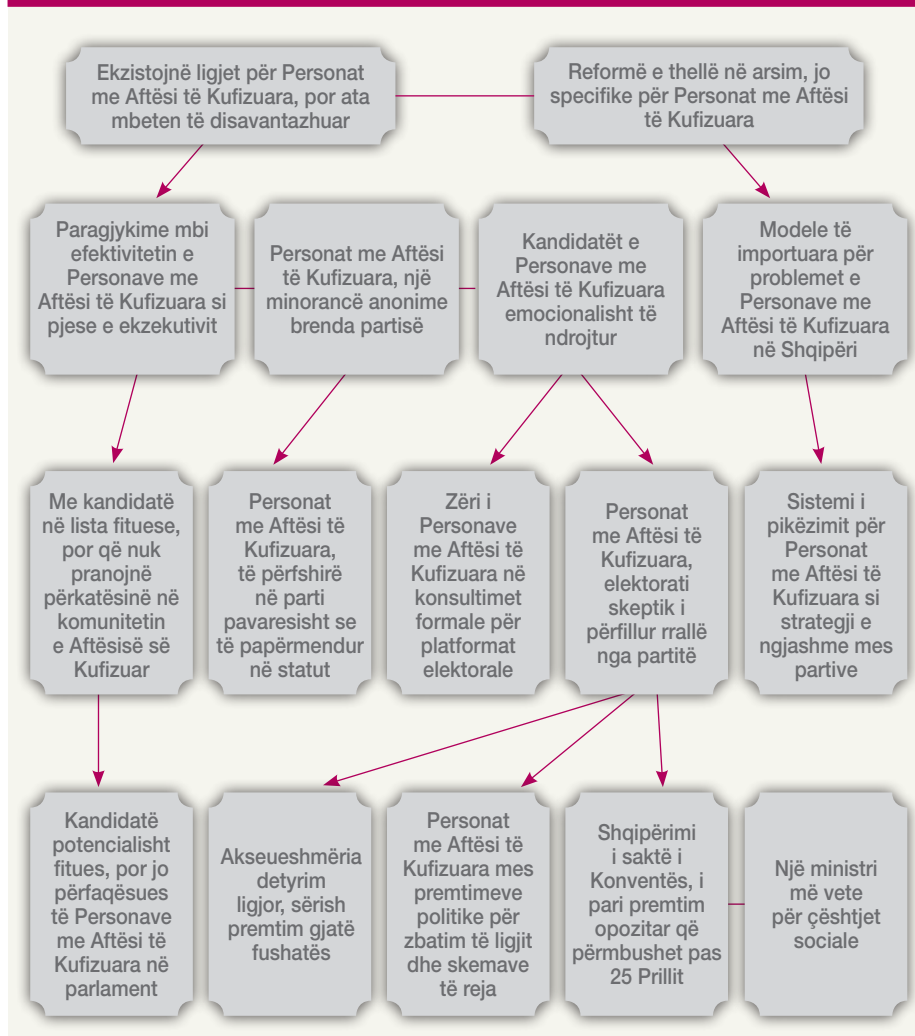 Ekzistojnë ligjet për Personat
me Aftësi të Kufizuara, por ata
mbeten të disavantazhuar
Reformë e thellë në arsim, jo
specifike për Personat me Aftësi
të Kufizuara
Paragjykime mbi
efektivitetin e
Personave me
Aftësi të Kufizuara si
pjese e ekzekutivit
Personat me Aftësi
të Kufizuara, një
minorancë anonime
brenda partisë
Kandidatët e
Personave me
Aftësi të Kufizuara
emocionalisht të
ndrojtur
Modele të
importuara për
problemet e
Personave me
Aftësi të Kufizuara
në Shqipëri
Me kandidatë
në lista fituese,
por që nuk
pranojnë
përkatësinë në
komunitetin
e Aftësisë së
Kufizuar
Personat
me Aftësi të
Kufizuara,
të përfshirë
në parti
pavaresisht se
të papërmendur
në statut
Zëri i
Personave
me Aftësi të
Kufizuara në
konsultimet
formale për
platformat
elektorale
Personat
me Aftësi të
Kufizuara,
elektorati
skeptik i
përfillur rrallë
nga partitë
Sistemi i
pikëzimit për
Personat
me Aftësi të
Kufizuara si
strategji e
ngjashme mes
partive
Kandidatë
potencialisht
fitues, por jo
përfaqësues
të Personave
me Aftësi të
Kufizuara në
parlament
Aksueshmëria
detyrim
ligjor, sërish
premtim gjatë
fushatës
Personat
me Aftësi të
Kufizuara mes
premtimeve
politike për
zbatim të ligjit
dhe skemave
të reja
Shqipërimi
i saktë i
Konventës, i
pari premtim
opozitar që
përmbushet pas
25 Prillit
Një ministri
më vete
për çështjet
sociale